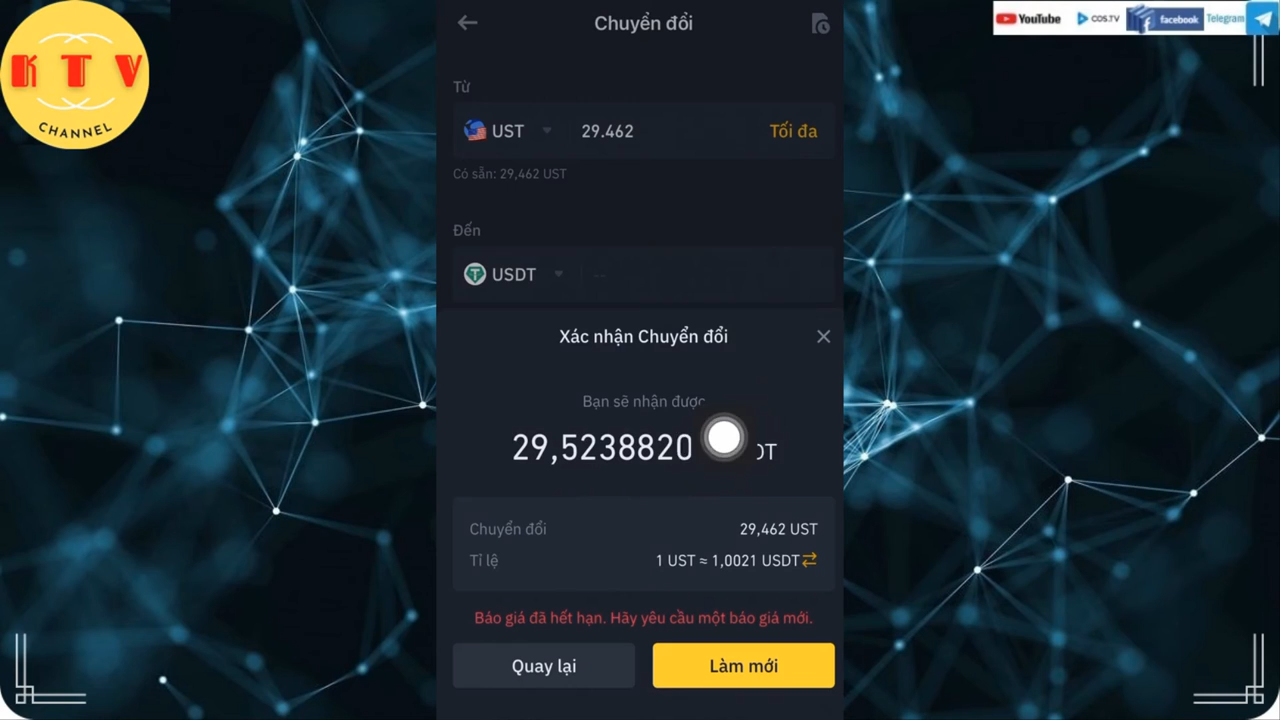 KTV
CHANNEL
YouTube
COS.TV
facebook
Telegram
Chuyển đổi
Từ
UST
29.462
Tối đa
Có sẵn: 29,462 UST
Đến
USDT
--
Xác nhận Chuyển đổi
Bạn sẽ nhận được
29,5238820 DT
Chuyển đổi
29,462 UST
Tỉ lệ
1 UST ≈ 1,0021 USDT
Báo giá đã hết hạn. Hãy yêu cầu một báo giá mới.
Quay lại
Làm mới